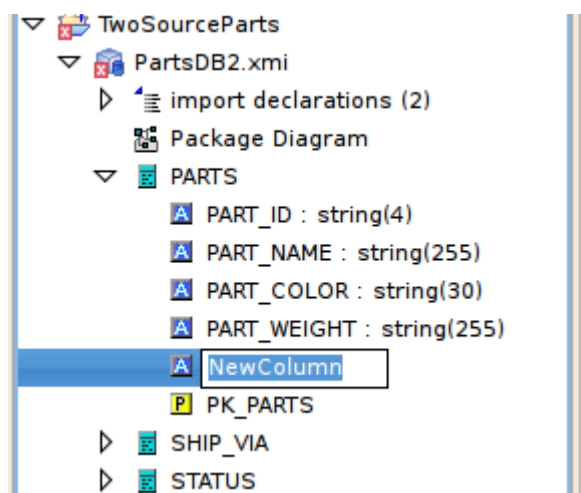 TwoSourceParts
PartsDB2.xmi
import declarations (2)
Package Diagram
PARTS
PART_ID : string(4)
PART_NAME : string(255)
PART_COLOR : string(30)
PART_WEIGHT : string(255)
NewColumn
PK_PARTS
SHIP_VIA
STATUS